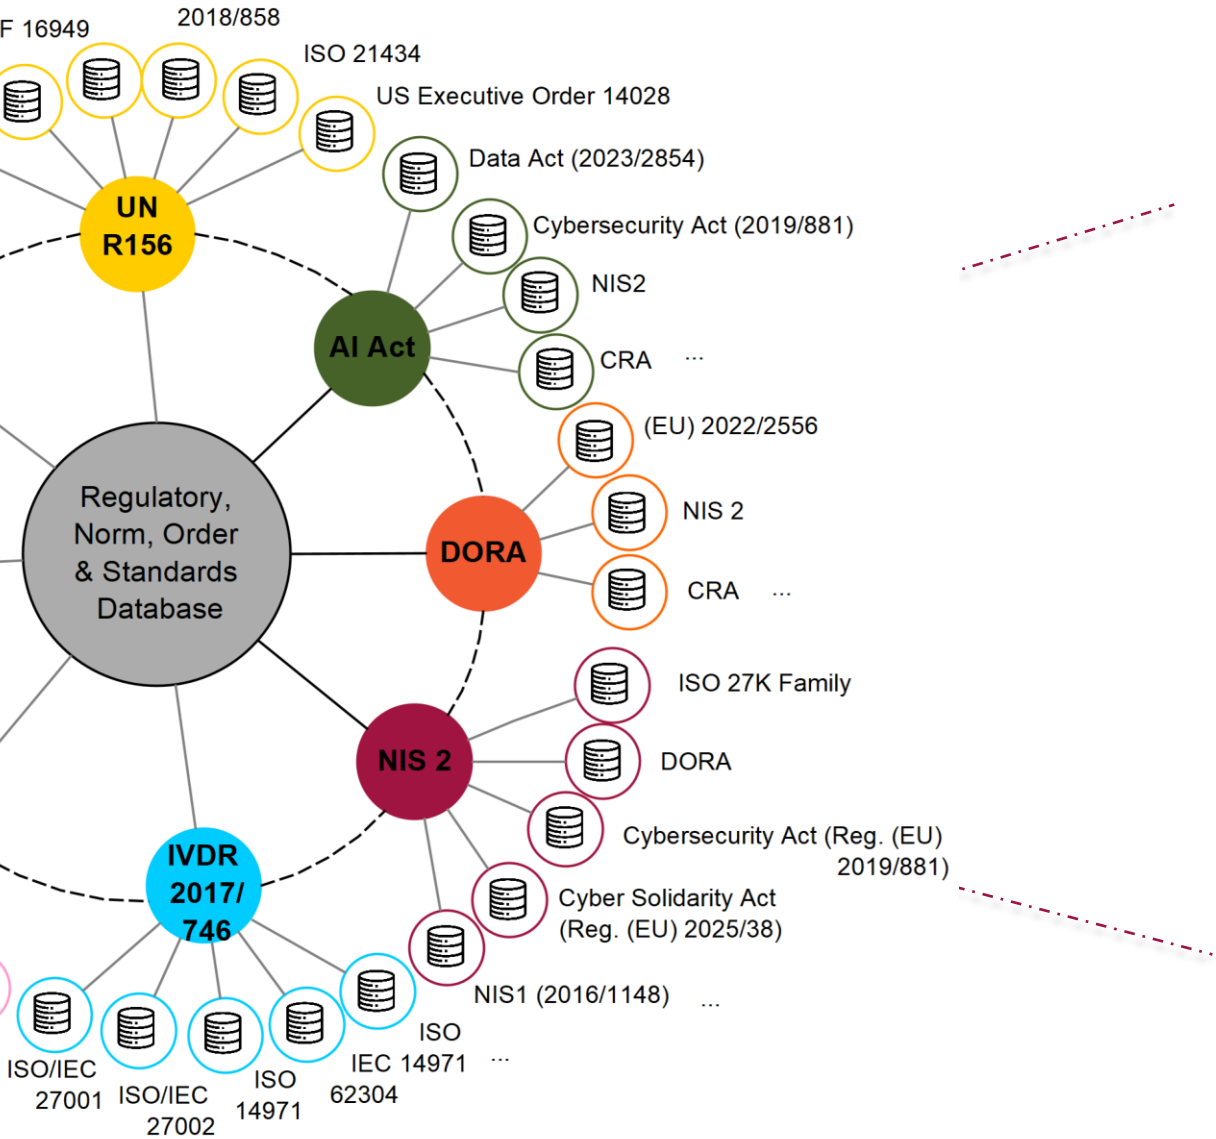 F 16949
2018/858
ISO 21434
US Executive Order 14028
Data Act (2023/2854)
Cybersecurity Act (2019/881)
NIS2
CRA ...
UN
R156
AI Act
(EU) 2022/2556
NIS 2
CRA ...
DORA
Regulatory,
Norm, Order
& Standards
Database
ISO 27K Family
DORA
Cybersecurity Act (Reg. (EU)
2019/881)
Cyber Solidarity Act
(Reg. (EU) 2025/38)
NIS1 (2016/1148) ...
NIS 2
IVDR
2017/
746
ISO
14971 ...
IEC
62304
ISO
14971
ISO/IEC
27002
ISO/IEC
27001